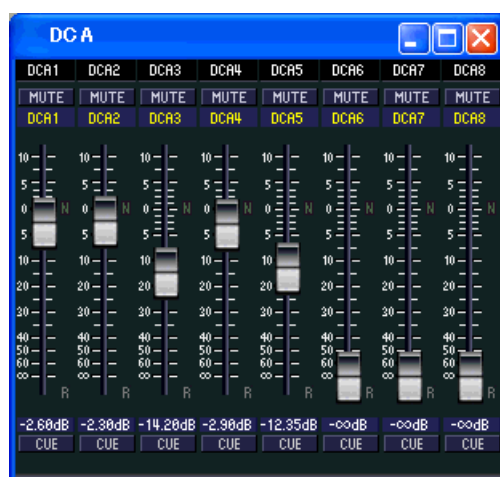 DCA
DCA1 DCA2 DCA3 DCA4 DCA5 DCA6 DCA7 DCA8
MUTE MUTE MUTE MUTE MUTE MUTE MUTE MUTE
DCA1 DCA2 DCA3 DCA4 DCA5 DCA6 DCA7 DCA8
10 10 10 10 10 10 10 10
5 5 5 5 5 5 5 5
0 N 0 N 0 N 0 N 0 N 0 N 0 N 0 N
5 5 5 5 5 5 5 5
10 10 10 10 10 10 10 10
20 20 20 20 20 20 20 20
30 30 30 30 30 30 30 30
40 40 40 40 40 40 40 40
50 50 50 50 50 50 50 50
60 60 60 60 60 60 60 60
∞ ∞ ∞ ∞ ∞ ∞ ∞ ∞
R R R R R R R R
-2.60dB -2.30dB -14.20dB -2.90dB -12.35dB -∞dB -∞dB -∞dB
CUE CUE CUE CUE CUE CUE CUE CUE